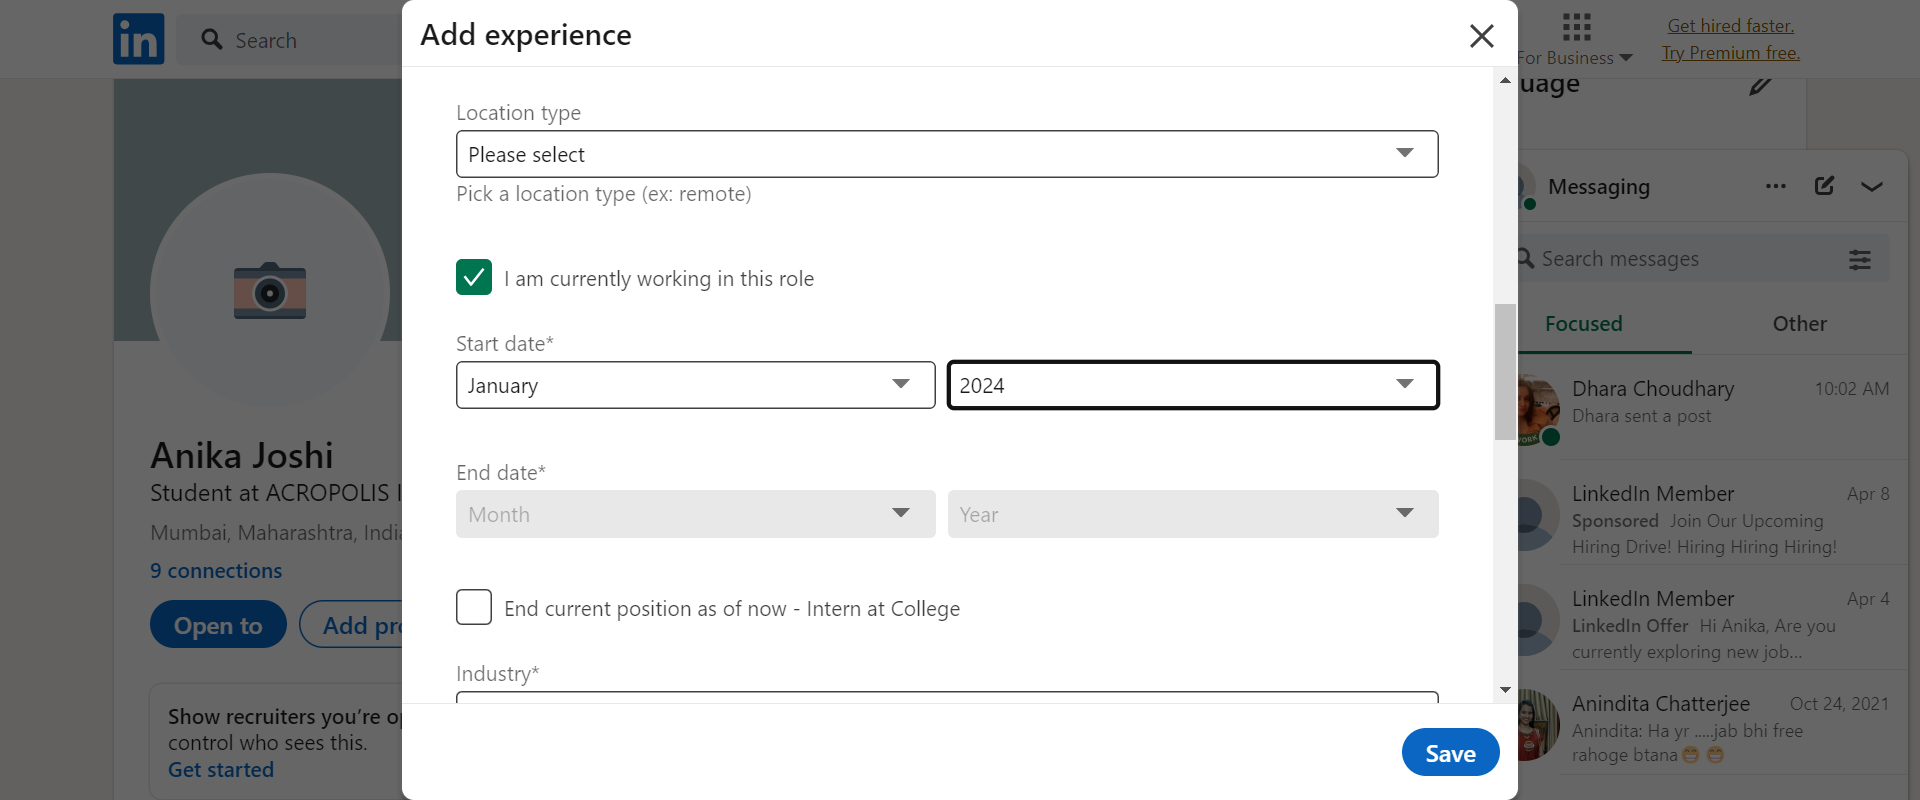 in
Search
For Business
Get hired faster.
Try Premium free.
Add experience
Location type
Please select
Pick a location type (ex: remote)
I am currently working in this role
Start date*
January
2024
End date*
Month
Year
End current position as of now - Intern at College
Industry*
Save
Anika Joshi
Student at ACROPOLIS I
Mumbai, Maharashtra, Indi
9 connections
Open to
Add pro
Show recruiters you’re op
control who sees this.
Get started
uage
Messaging
Search messages
Focused
Other
Dhara Choudhary
10:02 AM
Dhara sent a post
LinkedIn Member
Apr 8
Sponsored Join Our Upcoming
Hiring Drive! Hiring Hiring Hiring!
LinkedIn Member
Apr 4
LinkedIn Offer Hi Anika, Are you
currently exploring new job...
Anindita Chatterjee
Oct 24, 2021
Anindita: Ha yr .....jab bhi free
rahoge btana😁 😁